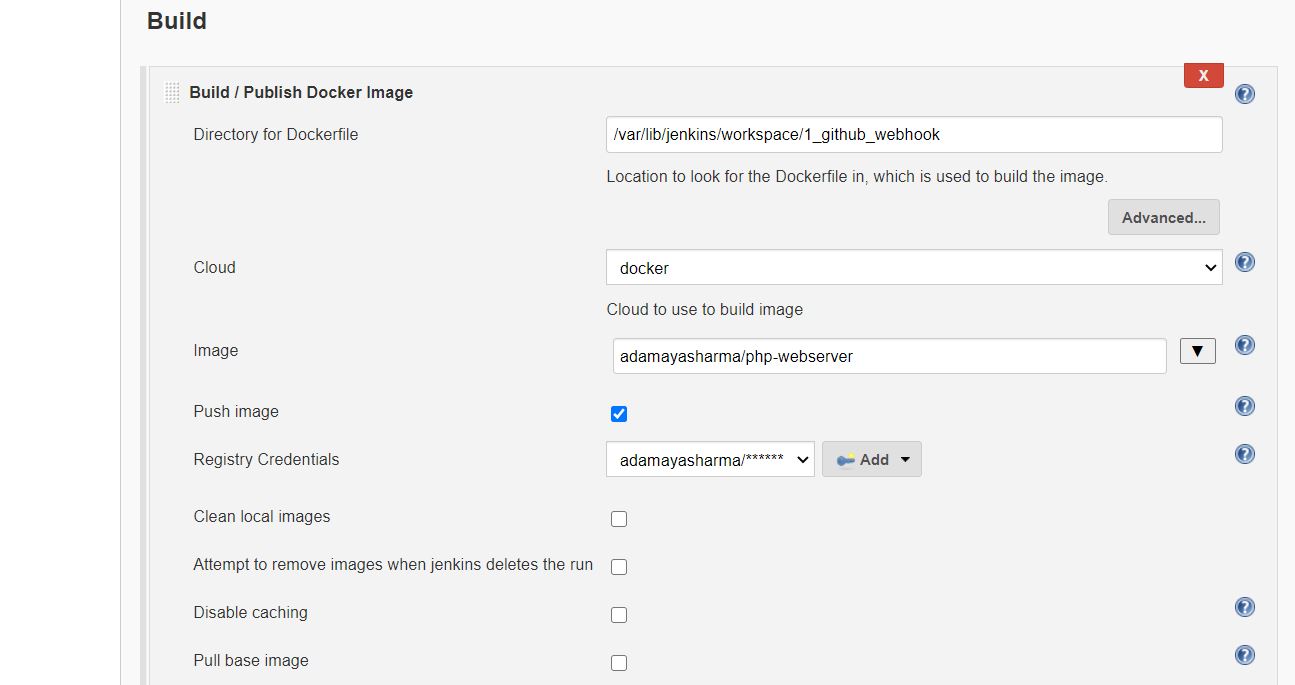 Build
X
Build / Publish Docker Image
?
Directory for Dockerfile
/var/lib/jenkins/workspace/1_github_webhook
Location to look for the Dockerfile in, which is used to build the image.
Advanced...
Cloud
docker
?
Cloud to use to build image
Image
adamayasharma/php-webserver
▼
?
Push image
?
Registry Credentials
adamayasharma/******
Add
?
Clean local images
Attempt to remove images when jenkins deletes the run
Disable caching
?
Pull base image
?